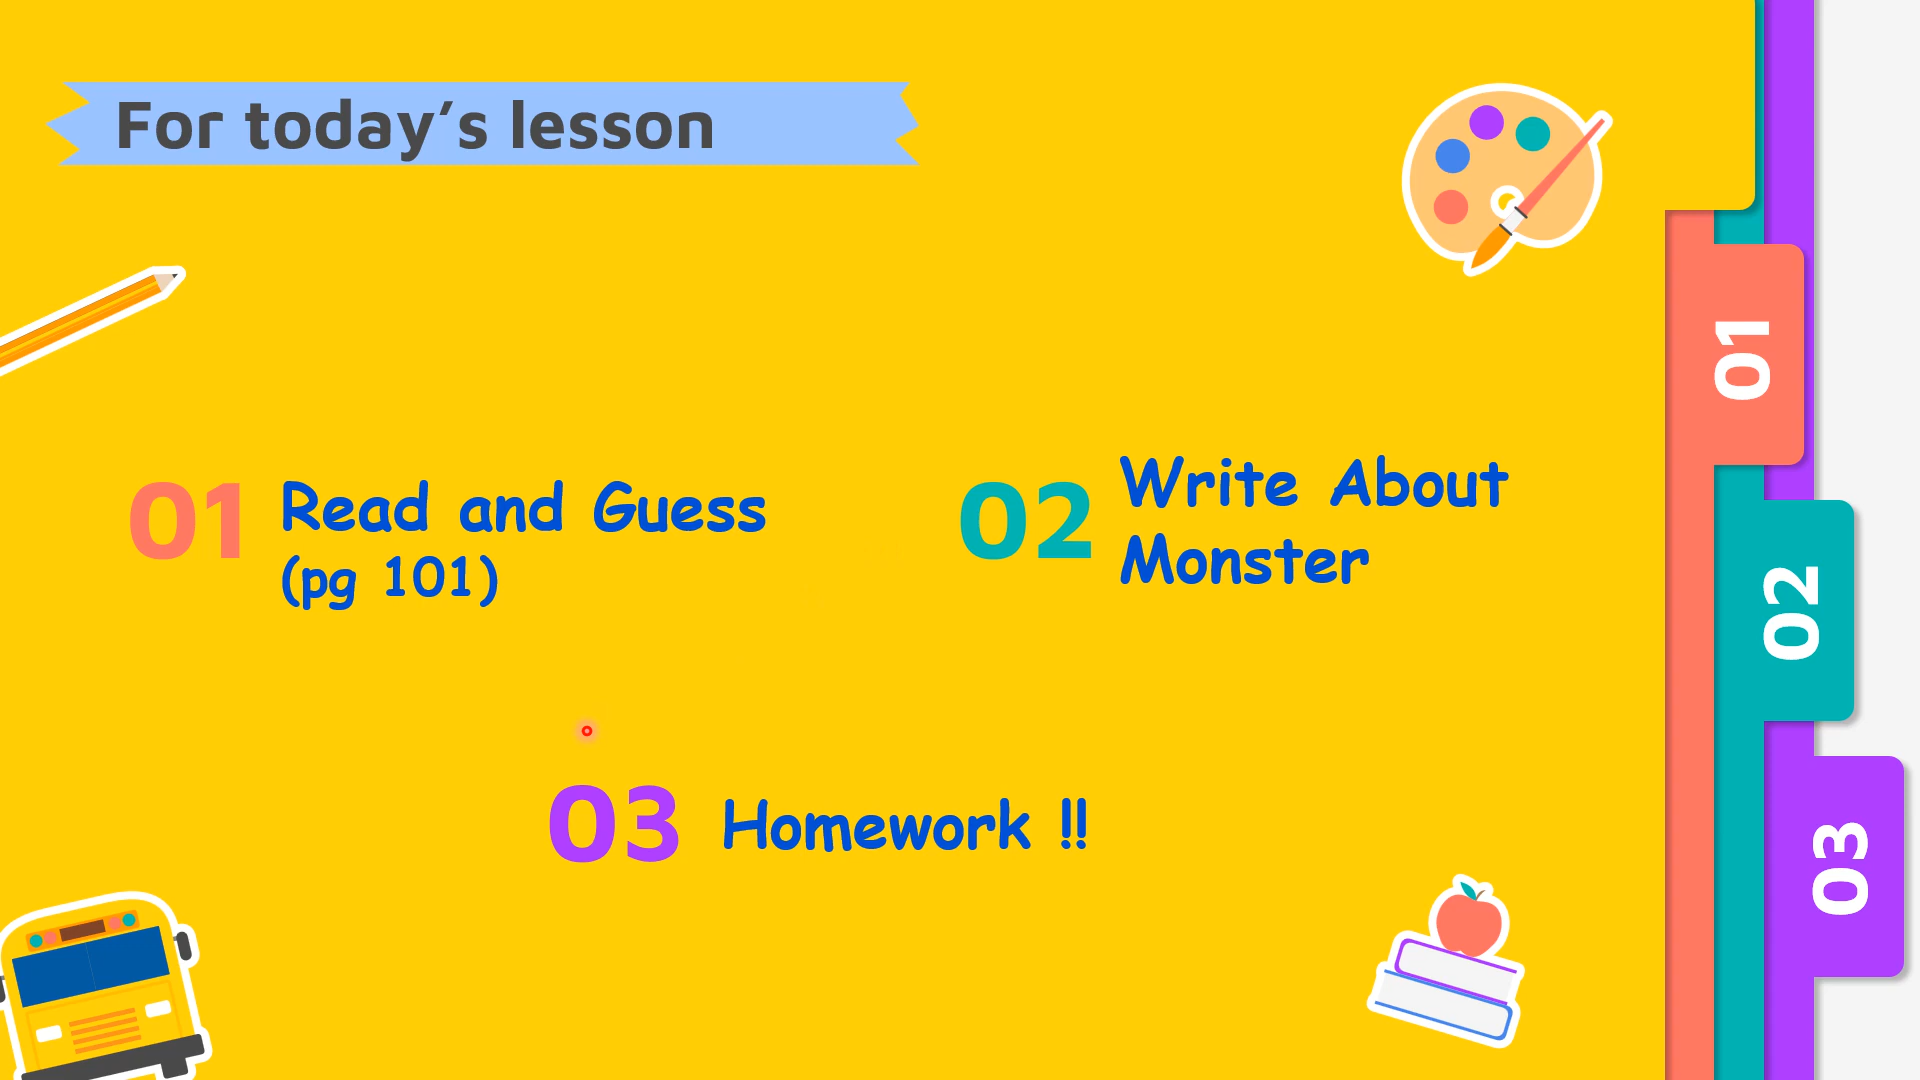 For today’s lesson
01 Read and Guess
(pg 101)
02 Write About
Monster
03 Homework !!
01
02
03